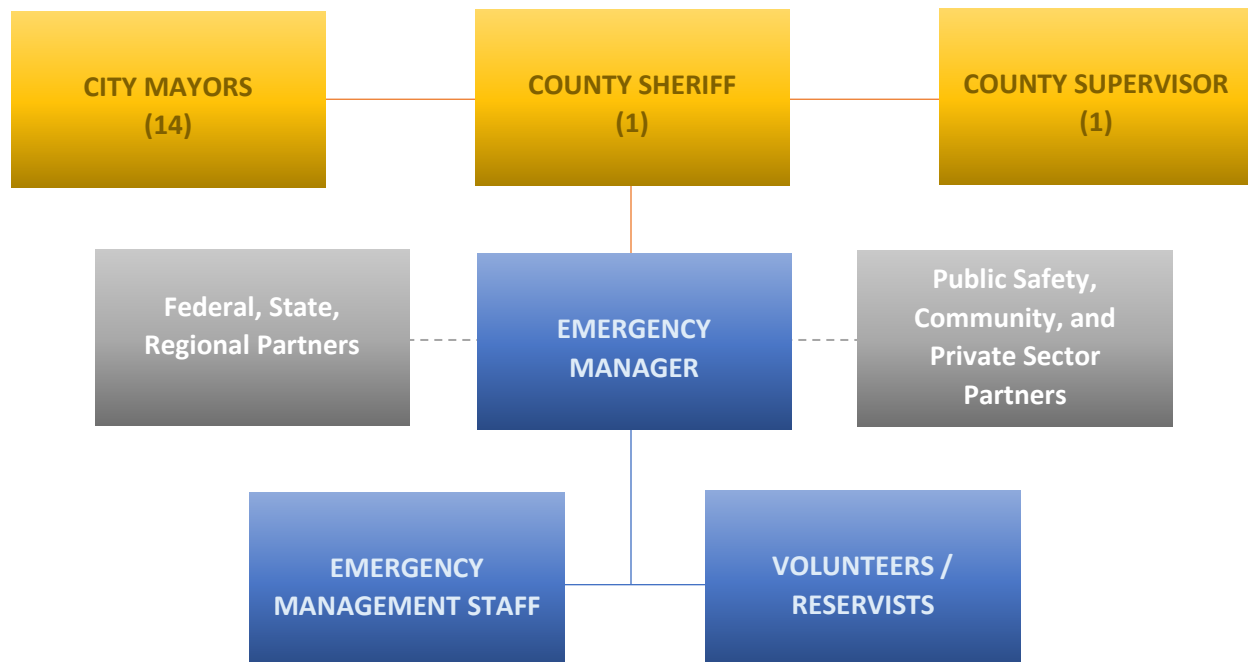 CITY MAYORS
(14)
COUNTY SHERIFF
(1)
COUNTY SUPERVISOR
(1)
Federal, State,
Regional Partners
EMERGENCY
MANAGER
Public Safety,
Community, and
Private Sector
Partners
EMERGENCY
MANAGEMENT STAFF
VOLUNTEERS /
RESERVISTS